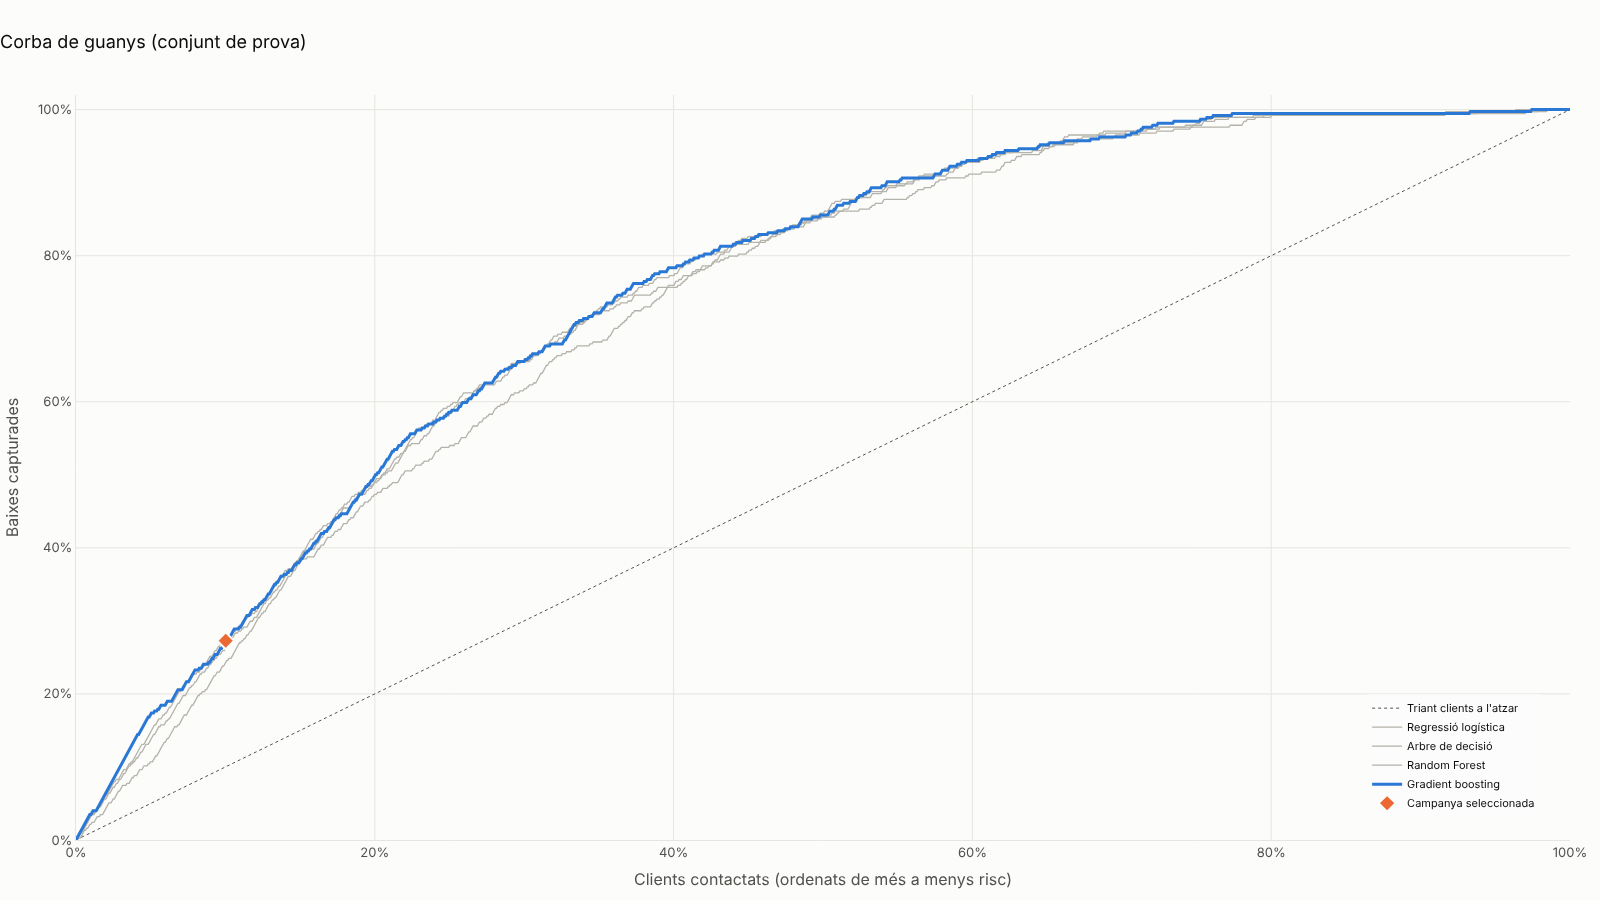 Corba de guanys (conjunt de prova)
100%
80%
60%
40%
20%
0%
Baixes capturades
0%
20%
40%
60%
80%
100%
Clients contactats (ordenats de més a menys risc)
Triant clients a l'atzar
Regressió logística
Arbre de decisió
Random Forest
Gradient boosting
Campanya seleccionada